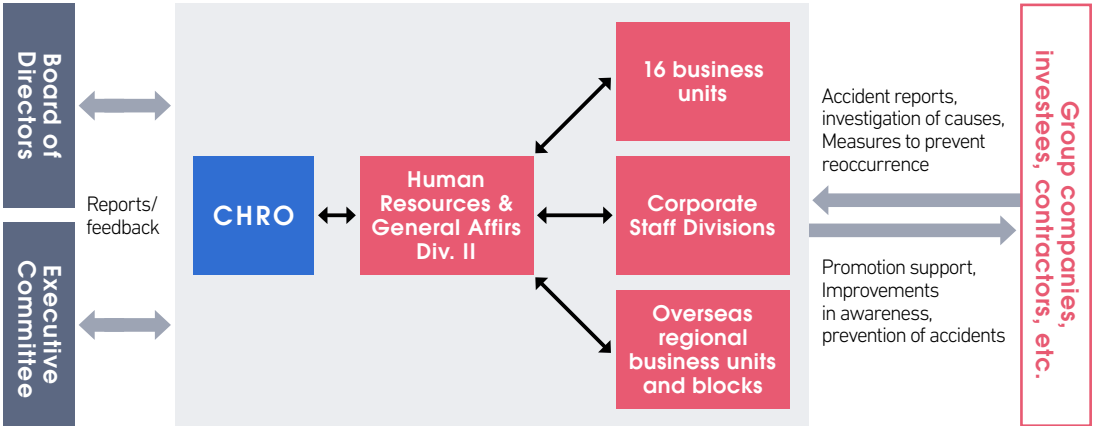 Board of
Directors
Executive
Committee
Reports/
feedback
CHRO
Human
Resources &
General Affirs
Div. II
16 business
units
Corporate
Staff Divisions
Overseas
regional
business units
and blocks
Accident reports,
investigation of causes,
Measures to prevent
reoccurrence
Promotion support,
Improvements
in awareness,
prevention of accidents
Group companies,
investees, contractors, etc.